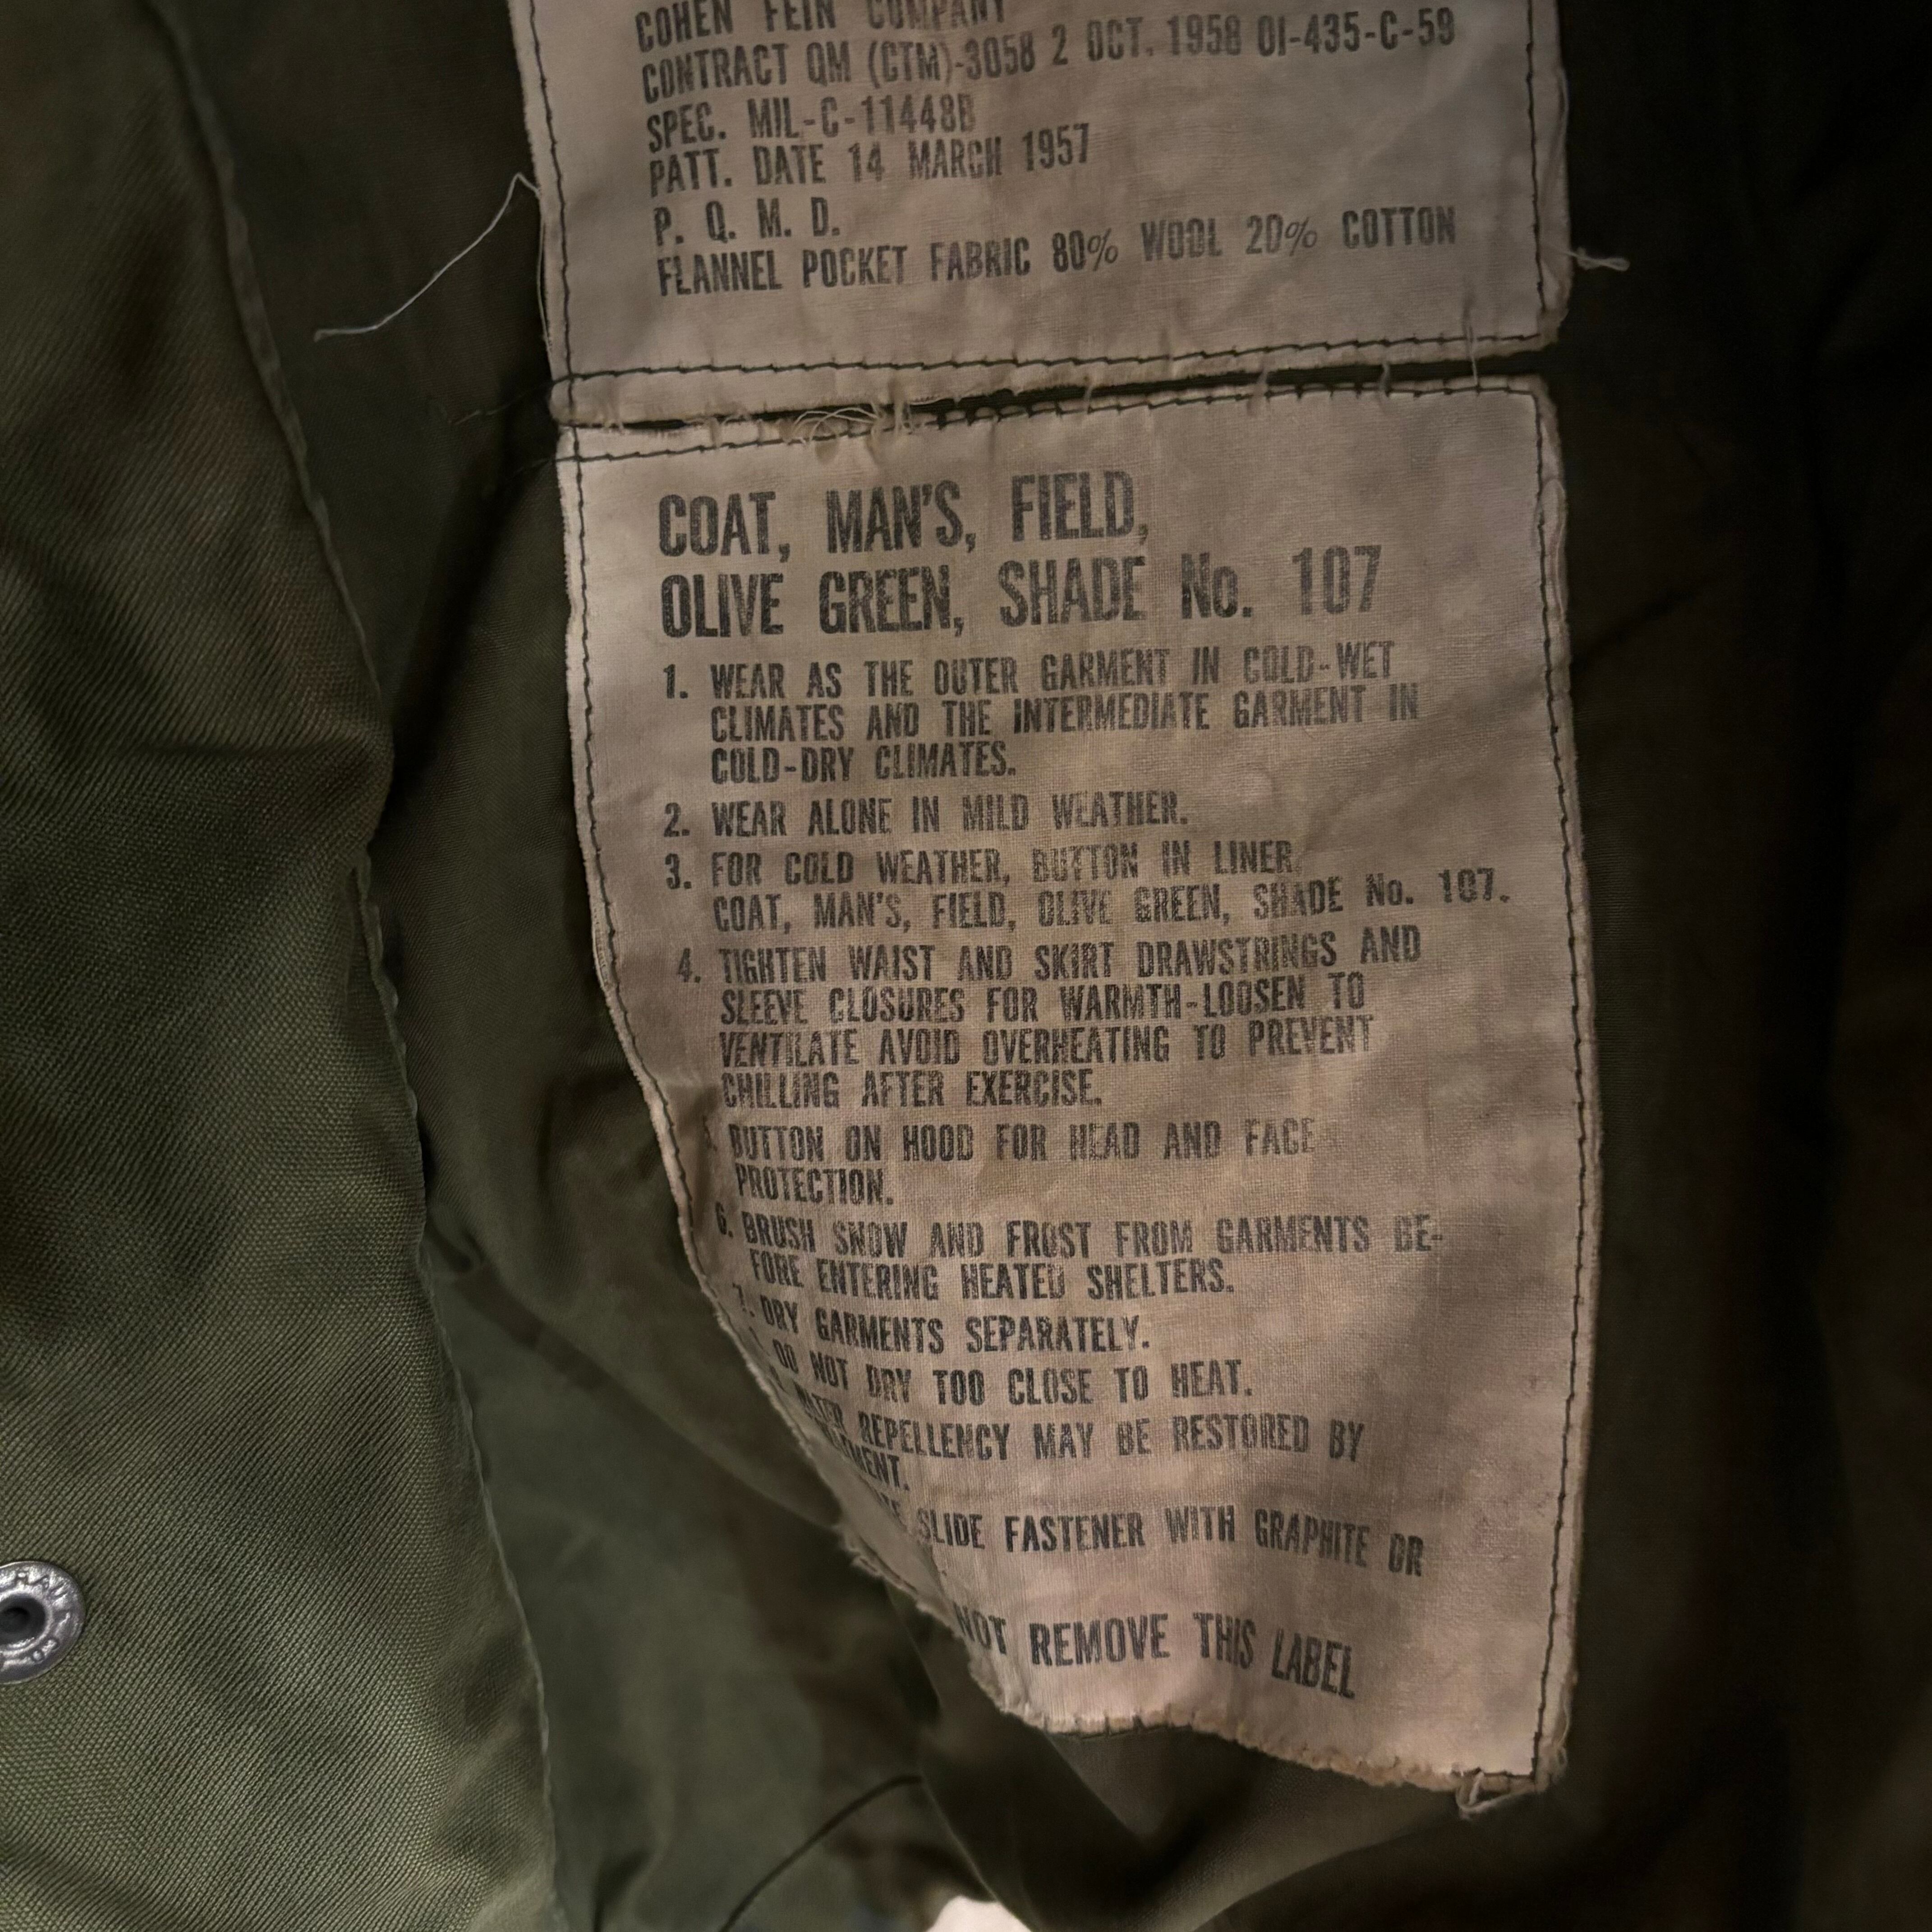 COHEN FEIN COMPANY
CONTRACT QM (CTM)-3058 2 OCT. 1958 OI-435-C-59
SPEC. MIL-C-11448B
PATT. DATE 14 MARCH 1957
P. Q. M. D.
FLANNEL POCKET FABRIC 80% WOOL 20% COTTON
COAT, MAN'S, FIELD,
OLIVE GREEN, SHADE No. 107
1. WEAR AS THE OUTER GARMENT IN COLD-WET
CLIMATES AND THE INTERMEDIATE GARMENT IN
COLD-DRY CLIMATES.
2. WEAR ALONE IN MILD WEATHER.
3. FOR COLD WEATHER, BUTTON IN LINER,
COAT, MAN'S, FIELD, OLIVE GREEN, SHADE No. 107.
4. TIGHTEN WAIST AND SKIRT DRAWSTRINGS AND
SLEEVE CLOSURES FOR WARMTH-LOOSEN TO
VENTILATE AVOID OVERHEATING TO PREVENT
CHILLING AFTER EXERCISE.
BUTTON ON HOOD FOR HEAD AND FACE
PROTECTION.
6. BRUSH SNOW AND FROST FROM GARMENTS BE-
FORE ENTERING HEATED SHELTERS.
7. DRY GARMENTS SEPARATELY.
DO NOT DRY TOO CLOSE TO HEAT.
REPELLENCY MAY BE RESTORED BY
SLIDE FASTENER WITH GRAPHITE OR
NOT REMOVE THIS LABEL